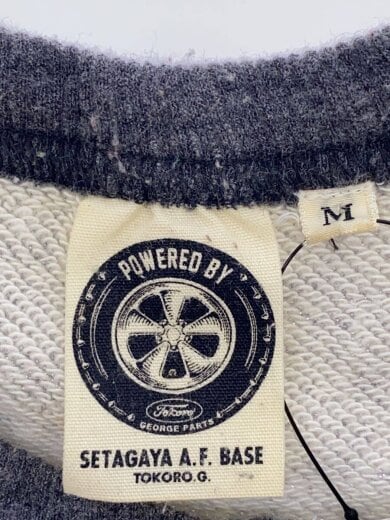 M
POWERED BY
Tokoro
GEORGE PARTS
SETAGAYA A.F. BASE
TOKORO.G.